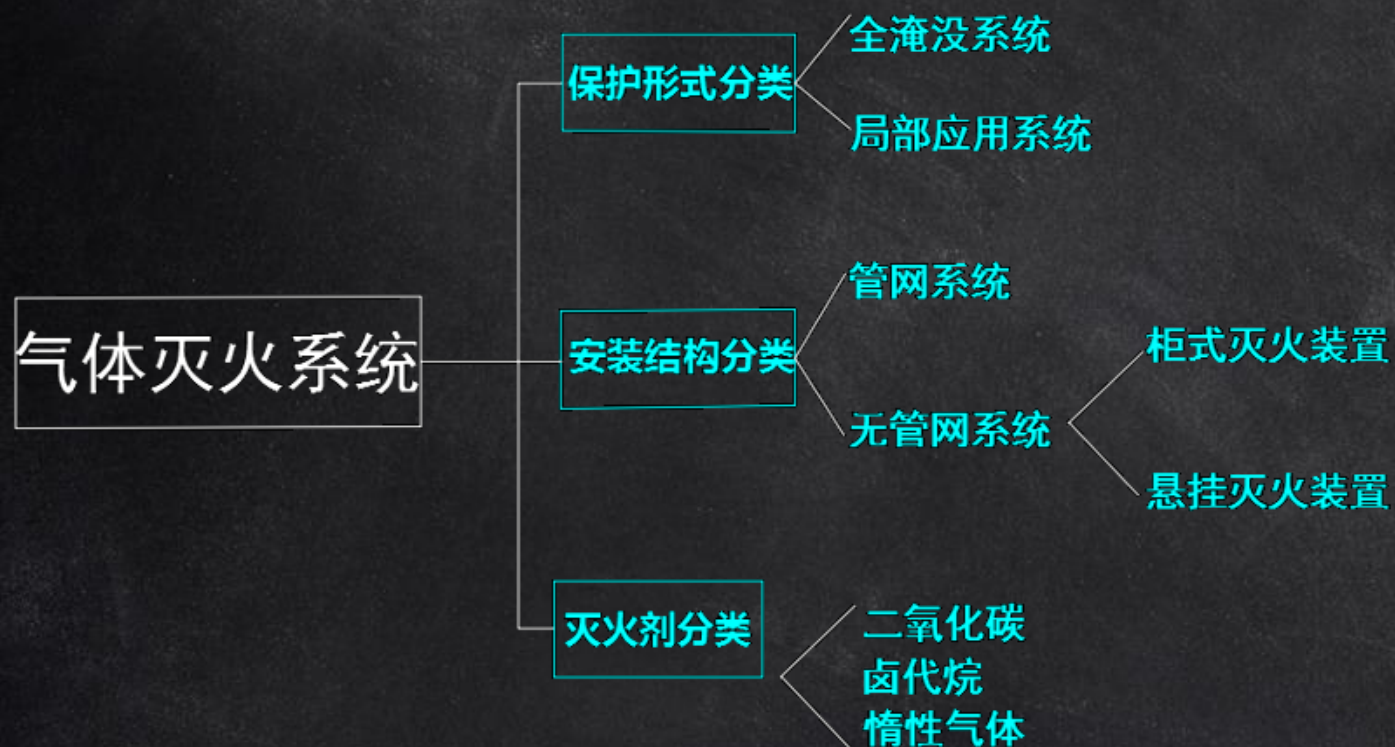 气体灭火系统
保护形式分类
全淹没系统
局部应用系统
安装结构分类
管网系统
无管网系统
柜式灭火装置
悬挂灭火装置
灭火剂分类
二氧化碳
卤代烷
惰性气体